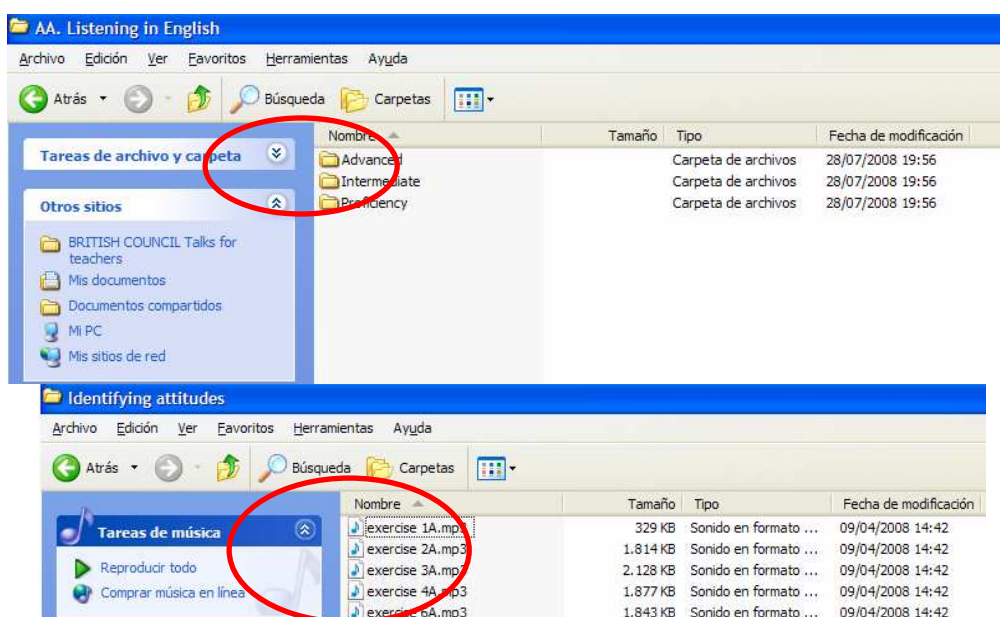 AA. Listening in English
Archivo Edición Ver Favoritos Herramientas Ayuda
Atrás Búsqueda Carpetas
Nombre Tamaño Tipo Fecha de modificación
Tareas de archivo y carpeta
Advanced Carpeta de archivos 28/07/2008 19:56
Intermediate Carpeta de archivos 28/07/2008 19:56
Proficiency Carpeta de archivos 28/07/2008 19:56
Otros sitios
BRITISH COUNCIL Talks for
teachers
Mis documentos
Documentos compartidos
Mi PC
Mis sitios de red
Identifying attitudes
Archivo Edición Ver Favoritos Herramientas Ayuda
Atrás Búsqueda Carpetas
Nombre Tamaño Tipo Fecha de modificación
Tareas de música
Reproducir todo
Comprar música en línea
exercise 1A.mp3 329 KB Sonido en formato ... 09/04/2008 14:42
exercise 2A.mp3 1.814 KB Sonido en formato ... 09/04/2008 14:42
exercise 3A.mp3 2.128 KB Sonido en formato ... 09/04/2008 14:42
exercise 4A.mp3 1.877 KB Sonido en formato ... 09/04/2008 14:42
exercise 6A.mp3 1.843 KB Sonido en formato ... 09/04/2008 14:42